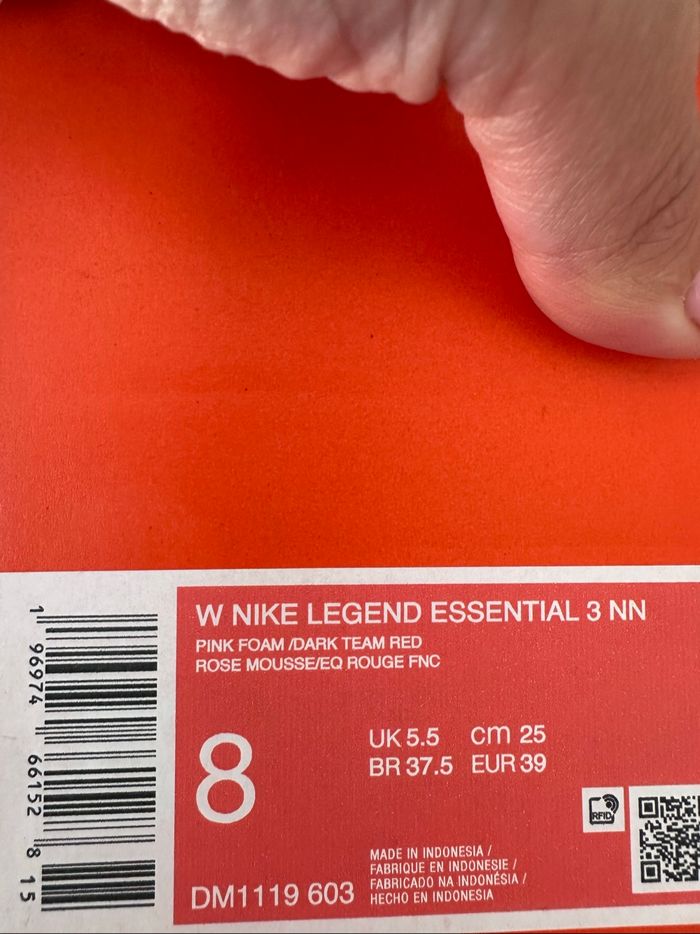 W NIKE LEGEND ESSENTIAL 3 NN
PINK FOAM /DARK TEAM RED
ROSE MOUSSE/EQ ROUGE FNC
8
UK 5.5 cm 25
BR 37.5 EUR 39
RFID
MADE IN INDONESIA /
FABRIQUE EN INDONESIE /
FABRICADO NA INDONÉSIA /
HECHO EN INDONESIA
DM1119 603
1 96974 66152 8 15